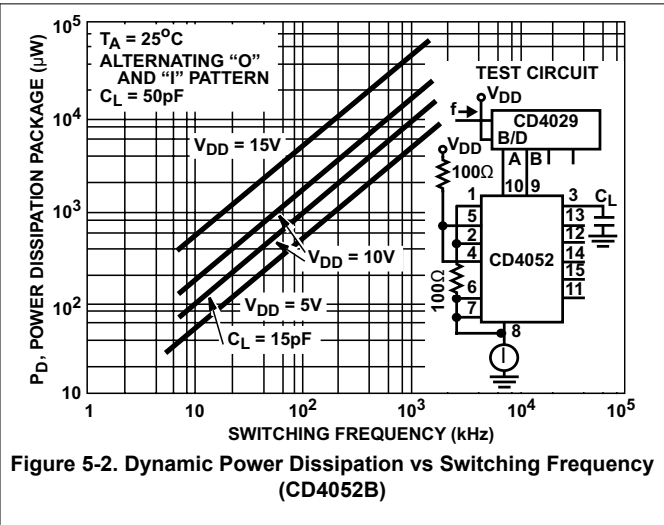 10⁵
10⁴
10³
10²
10
P_D, POWER DISSIPATION PACKAGE (μW)
T_A = 25°C
ALTERNATING “O”
AND “I” PATTERN
C_L = 50pF
V_DD = 15V
V_DD = 10V
V_DD = 5V
C_L = 15pF
TEST CIRCUIT
V_DD
f
CD4029
B/D
A B
V_DD
100Ω
10 9
1
5
2
4
6
7
CD4052
3
13
12
14
15
11
8
C_L
100Ω
I
1 10 10² 10³ 10⁴ 10⁵
SWITCHING FREQUENCY (kHz)
Figure 5-2. Dynamic Power Dissipation vs Switching Frequency
(CD4052B)